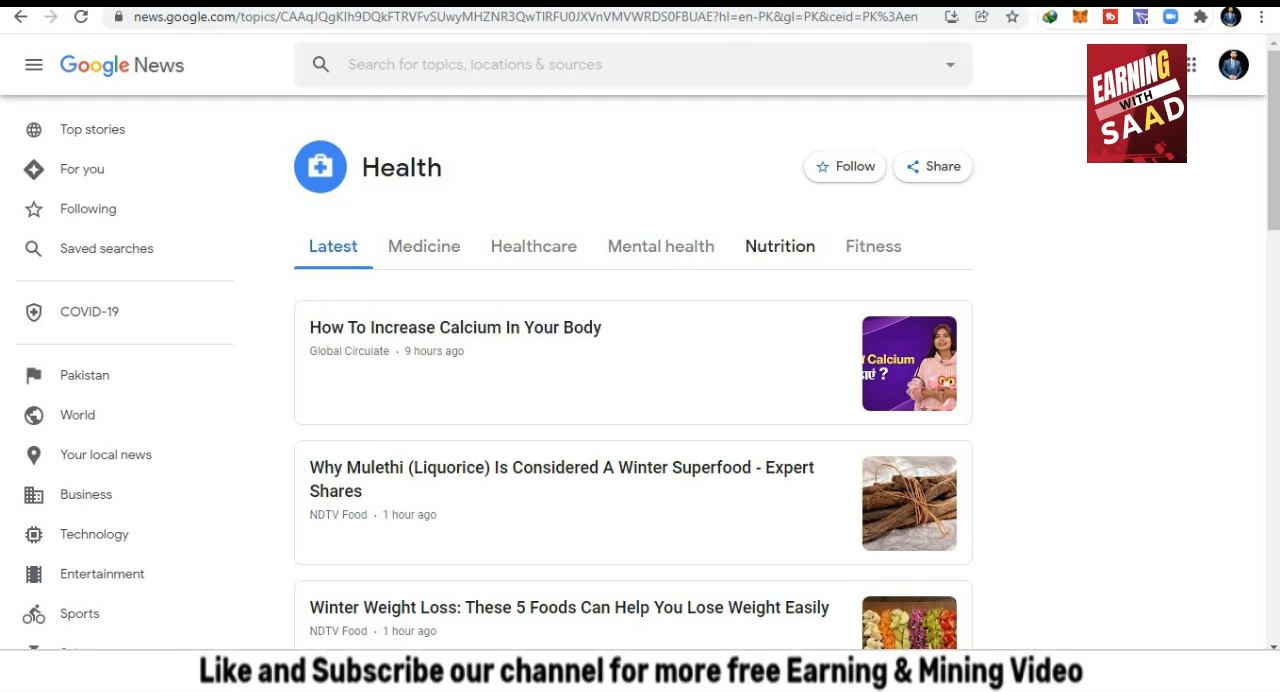 news.google.com/topics/CAAqJQgKIh9DQkFTRVFvSUwyMHZNR3QwTlRFU0JXVnVMVWRDS0FBUAE?hl=en-PK&gl=PK&ceid=PK%3Aen
Google News
Search for topics, locations & sources
EARNING
WITH
SAAD
Top stories
For you
Following
Saved searches
COVID-19
Pakistan
World
Your local news
Business
Technology
Entertainment
Sports
Health
Follow
Share
Latest
Medicine
Healthcare
Mental health
Nutrition
Fitness
How To Increase Calcium In Your Body
Global Circulate · 9 hours ago
Calcium
Why Mulethi (Liquorice) Is Considered A Winter Superfood - Expert
Shares
NDTV Food · 1 hour ago
Winter Weight Loss: These 5 Foods Can Help You Lose Weight Easily
NDTV Food · 1 hour ago
Like and Subscribe our channel for more free Earning & Mining Video